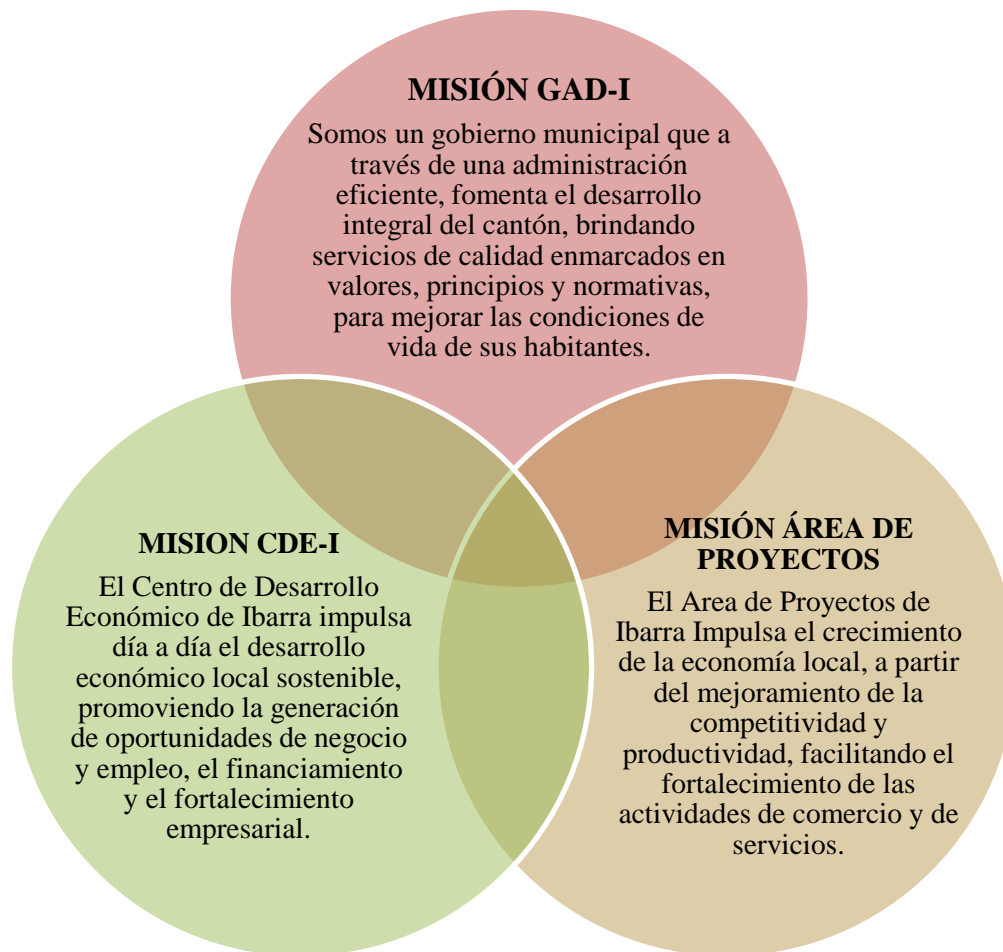 MISIÓN GAD-I
Somos un gobierno municipal que a
través de una administración
eficiente, fomenta el desarrollo
integral del cantón, brindando
servicios de calidad enmarcados en
valores, principios y normativas,
para mejorar las condiciones de
vida de sus habitantes.
MISION CDE-I
El Centro de Desarrollo
Económico de Ibarra impulsa
día a día el desarrollo
económico local sostenible,
promoviendo la generación
de oportunidades de negocio
y empleo, el financiamiento
y el fortalecimiento
empresarial.
MISIÓN ÁREA DE
PROYECTOS
El Area de Proyectos de
Ibarra Impulsa el crecimiento
de la economía local, a partir
del mejoramiento de la
competitividad y
productividad, facilitando el
fortalecimiento de las
actividades de comercio y de
servicios.